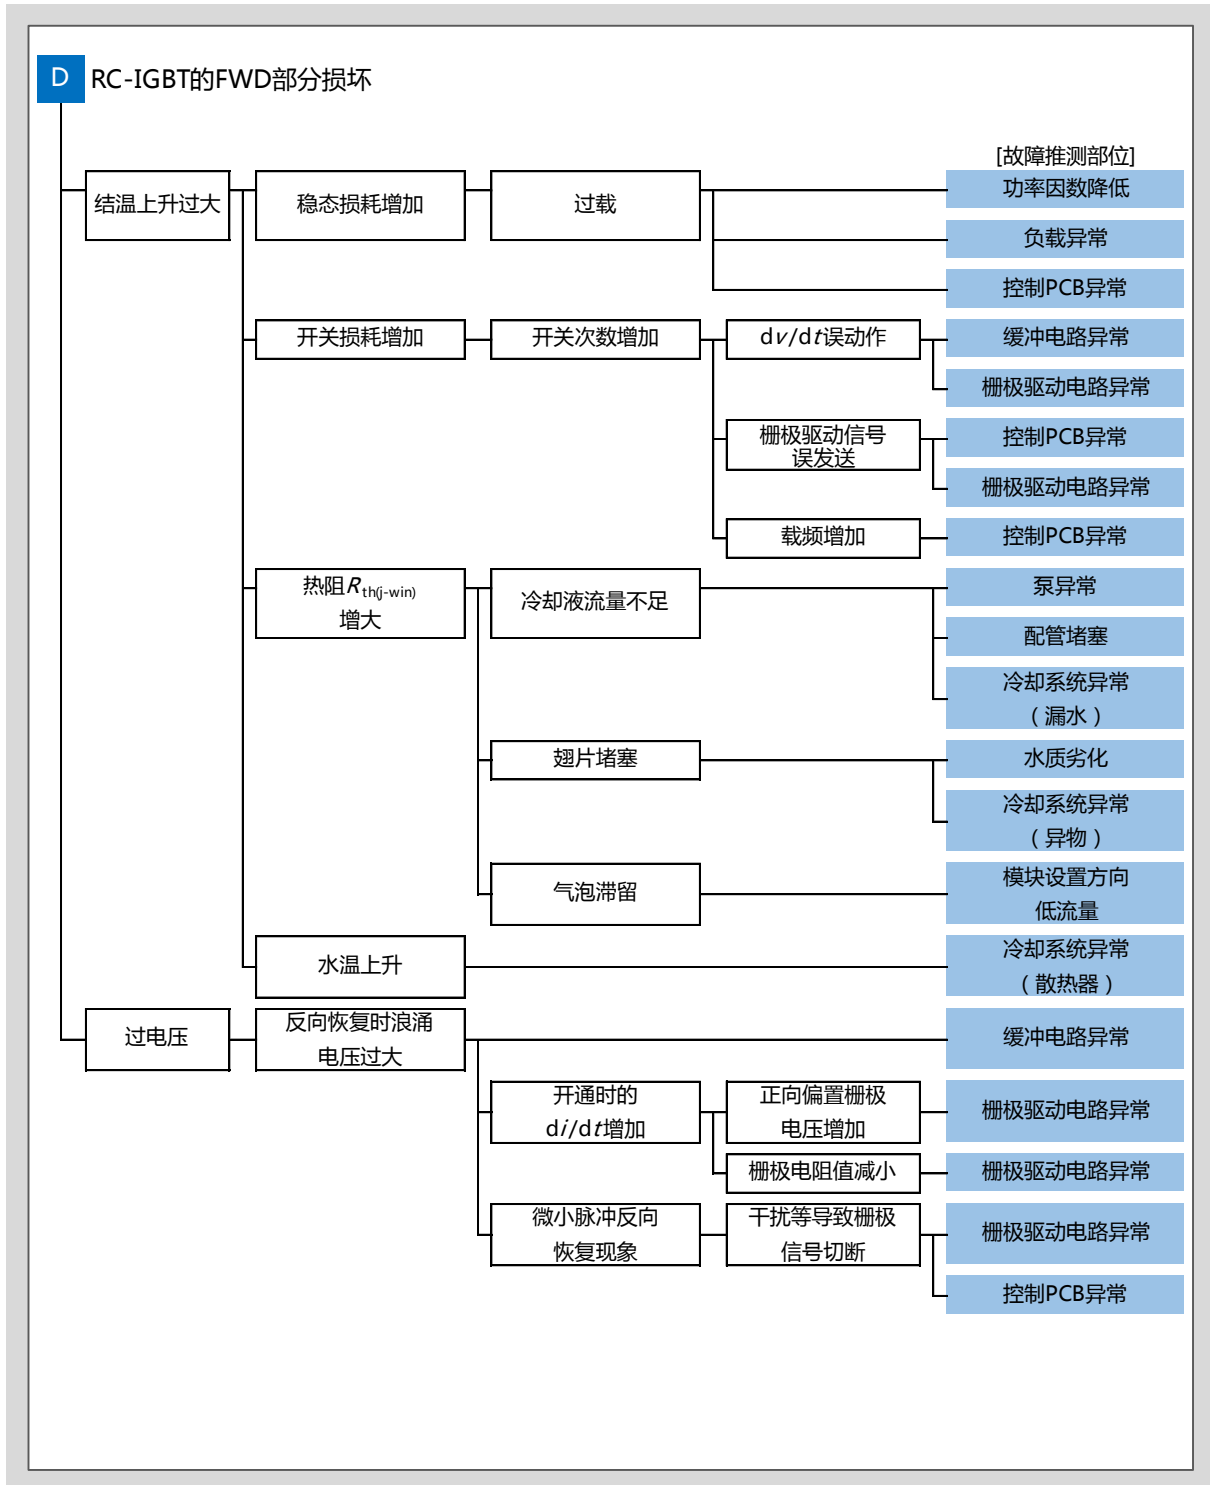 D RC-IGBT的FWD部分损坏
[故障推测部位]
结温上升过大
稳态损耗增加
过载
功率因数降低
负载异常
控制PCB异常
开关损耗增加
开关次数增加
dv/dt误动作
缓冲电路异常
栅极驱动电路异常
栅极驱动信号
误发送
控制PCB异常
栅极驱动电路异常
载频增加
控制PCB异常
热阻Rth(j-win)
增大
冷却液流量不足
泵异常
配管堵塞
冷却系统异常
（漏水）
翅片堵塞
水质劣化
冷却系统异常
（异物）
气泡滞留
模块设置方向
低流量
水温上升
冷却系统异常
（散热器）
过电压
反向恢复时浪涌
电压过大
缓冲电路异常
开通时的
di/dt增加
正向偏置栅极
电压增加
栅极驱动电路异常
栅极电阻值减小
栅极驱动电路异常
微小脉冲反向
恢复现象
干扰等导致栅极
信号切断
栅极驱动电路异常
控制PCB异常